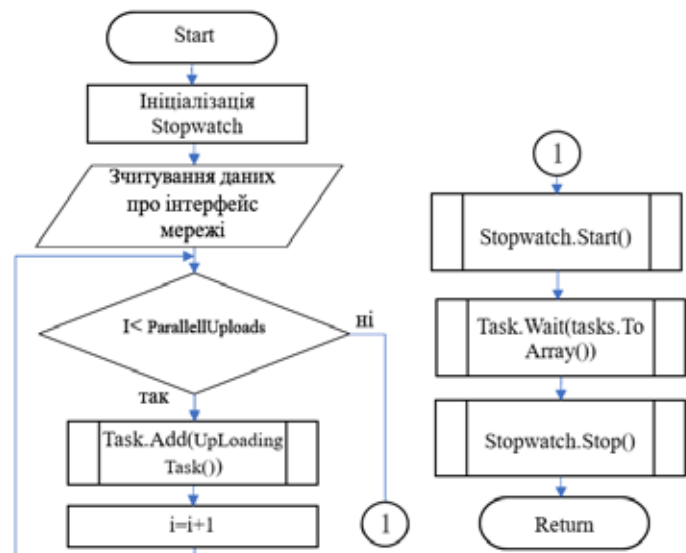 Start
Ініціалізація
Stopwatch
Зчитування даних
про інтерфейс
мережі
I< ParallellUploads
ні
так
Task.Add(UpLoading
Task())
i=i+1
1
1
Stopwatch.Start()
Task.Wait(tasks.To
Array())
Stopwatch.Stop()
Return